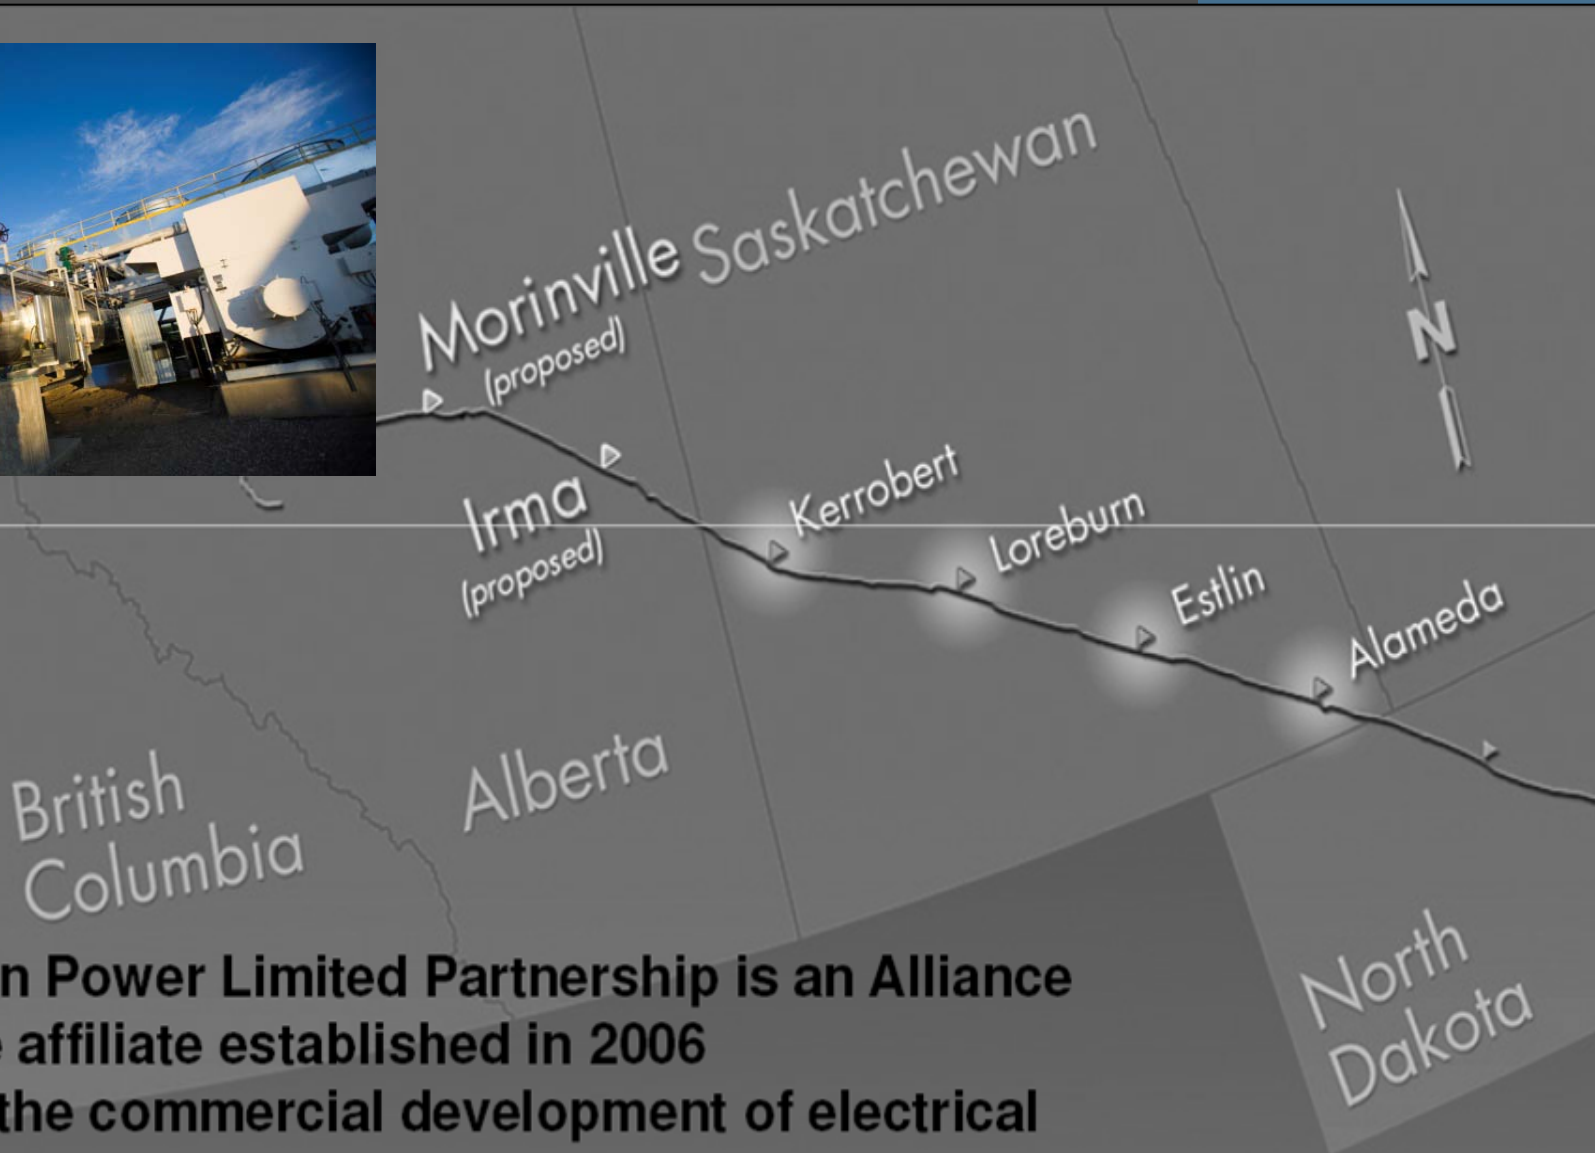 Saskatchewan
Morinville
(proposed)
N
Irma
(proposed)
Kerrobert
Loreburn
Estlin
Alameda
British
Columbia
Alberta
North
Dakota
n Power Limited Partnership is an Alliance
e affiliate established in 2006
the commercial development of electrical